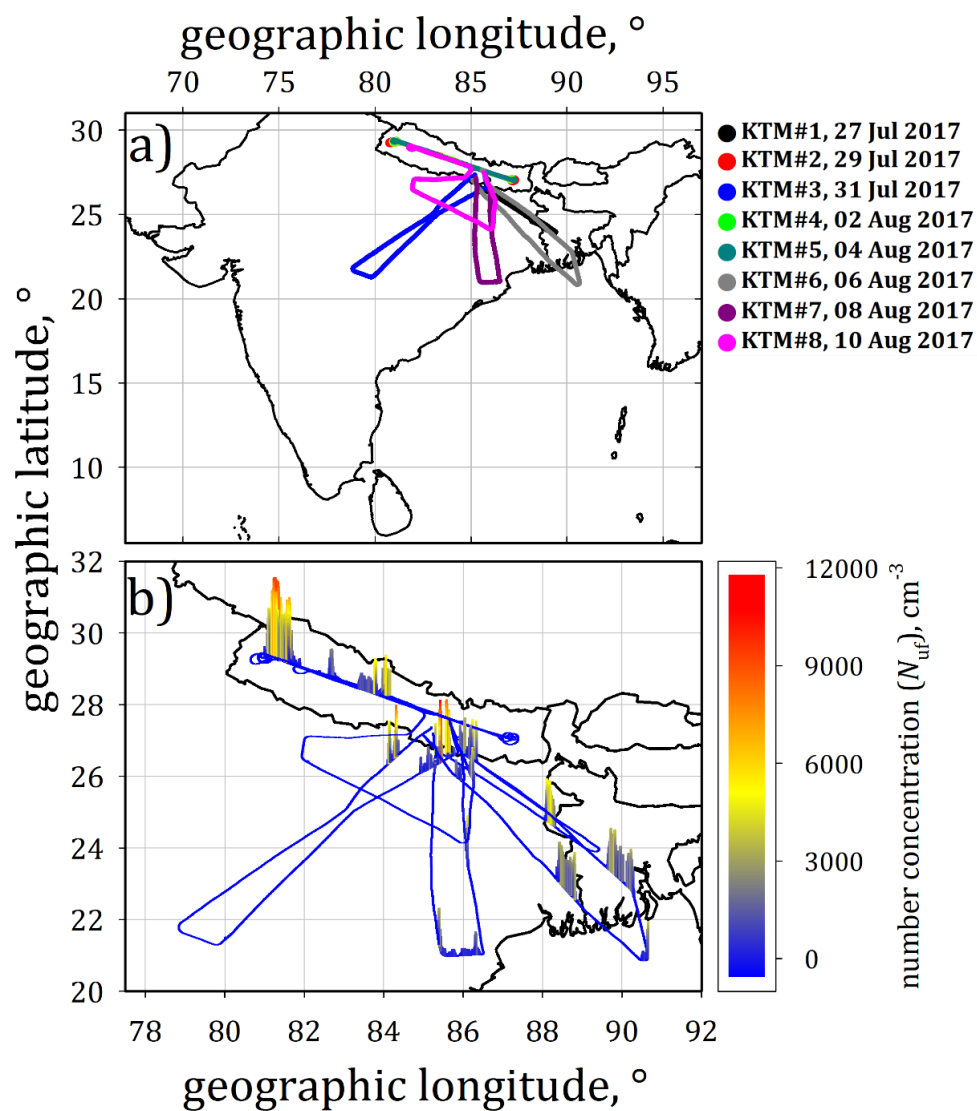 geographic longitude, °
70 75 80 85 90 95
a)
30
25
20
15
10
KTM#1, 27 Jul 2017
KTM#2, 29 Jul 2017
KTM#3, 31 Jul 2017
KTM#4, 02 Aug 2017
KTM#5, 04 Aug 2017
KTM#6, 06 Aug 2017
KTM#7, 08 Aug 2017
KTM#8, 10 Aug 2017
geographic latitude, °
b)
32
30
28
26
24
22
20
78 80 82 84 86 88 90 92
geographic longitude, °
12000
9000
6000
3000
0
number concentration (Nuf), cm-3